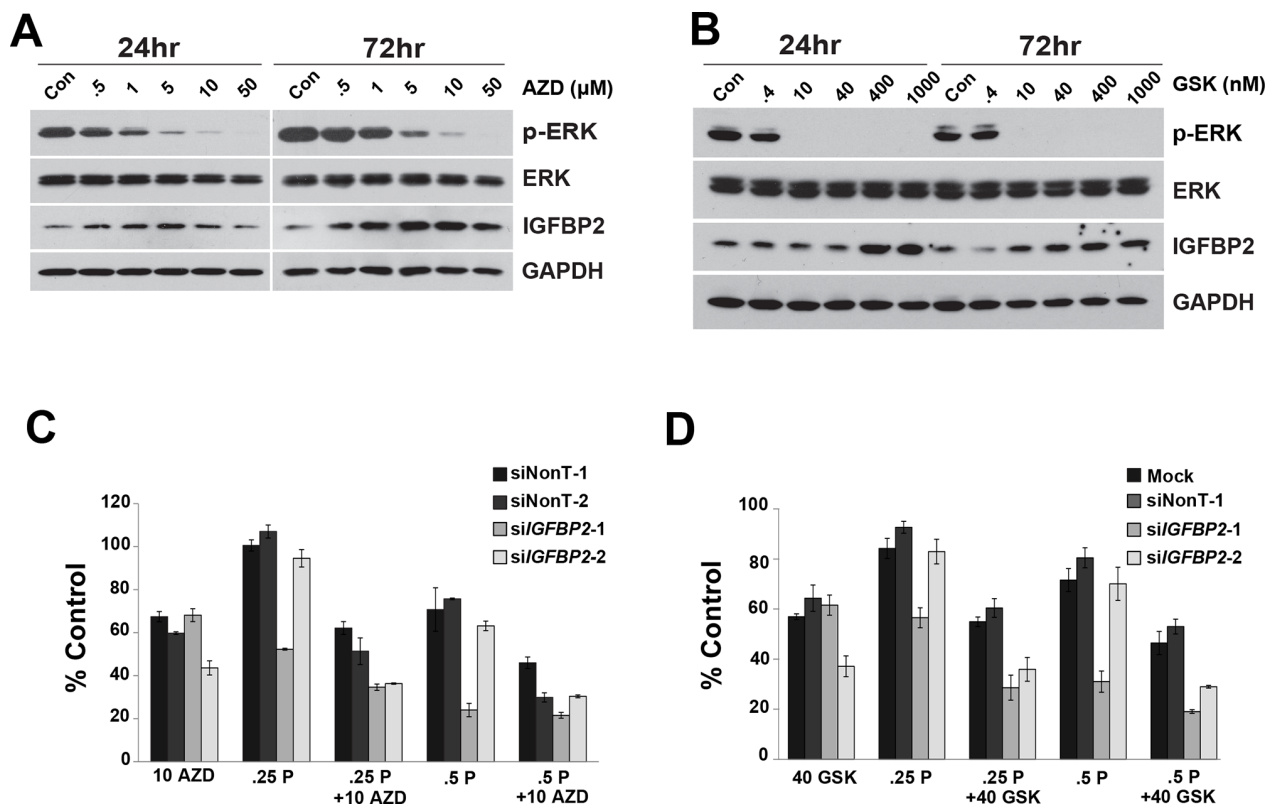 A
24hr
72hr
Con .5 1 5 10 50 Con .5 1 5 10 50 AZD (µM)
p-ERK
ERK
IGFBP2
GAPDH
B
24hr
72hr
Con .4 10 40 400 1000 Con .4 10 40 400 1000 GSK (nM)
p-ERK
ERK
IGFBP2
GAPDH
C
siNonT-1
siNonT-2
siIGFBP2-1
siIGFBP2-2
% Control
120
100
80
60
40
20
0
10 AZD .25 P .25 P .5 P .5 P
+10 AZD +10 AZD
D
Mock
siNonT-1
siIGFBP2-1
siIGFBP2-2
% Control
100
80
60
40
20
0
40 GSK .25 P .25 P .5 P .5 P
+40 GSK +40 GSK